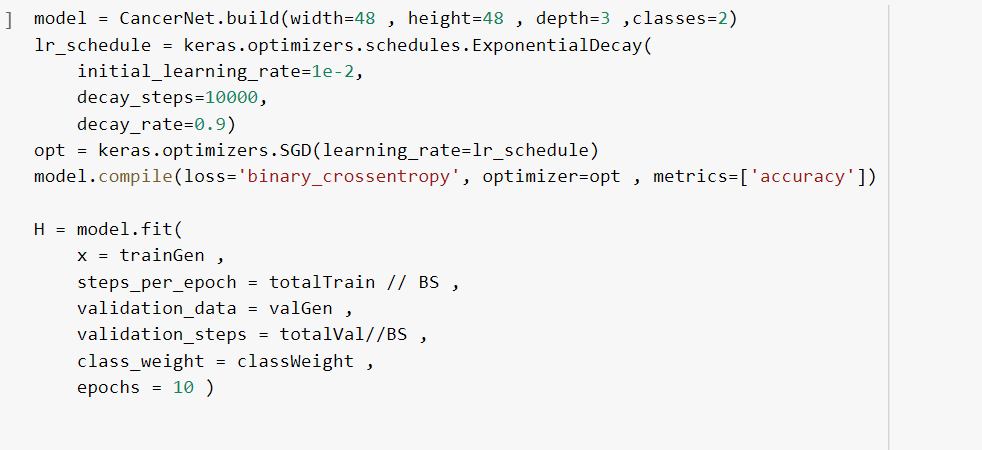 ] model = CancerNet.build(width=48 , height=48 , depth=3 ,classes=2)
lr_schedule = keras.optimizers.schedules.ExponentialDecay(
    initial_learning_rate=1e-2,
    decay_steps=10000,
    decay_rate=0.9)
opt = keras.optimizers.SGD(learning_rate=lr_schedule)
model.compile(loss='binary_crossentropy', optimizer=opt , metrics=['accuracy'])

H = model.fit(
    x = trainGen ,
    steps_per_epoch = totalTrain // BS ,
    validation_data = valGen ,
    validation_steps = totalVal//BS ,
    class_weight = classWeight ,
    epochs = 10 )